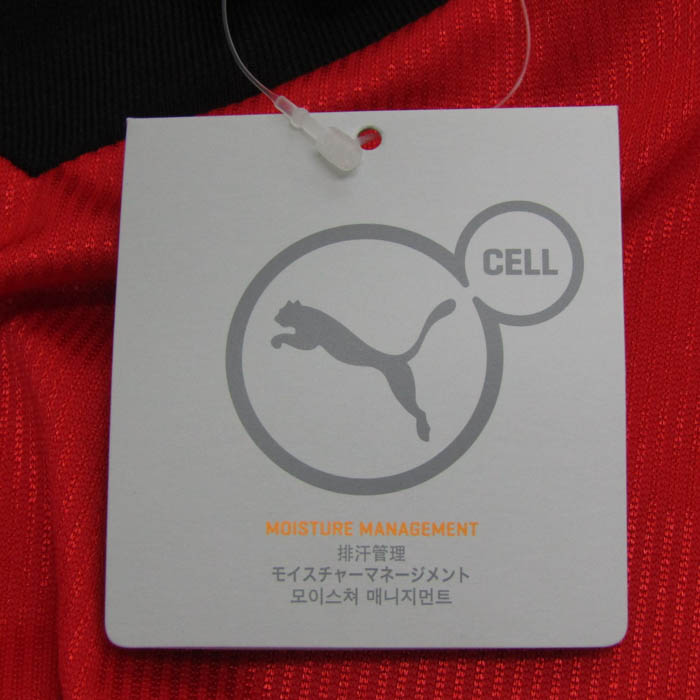 CELL
MOISTURE MANAGEMENT
排汗管理
モイスチャーマネージメント
모이스쳐 매니지먼트